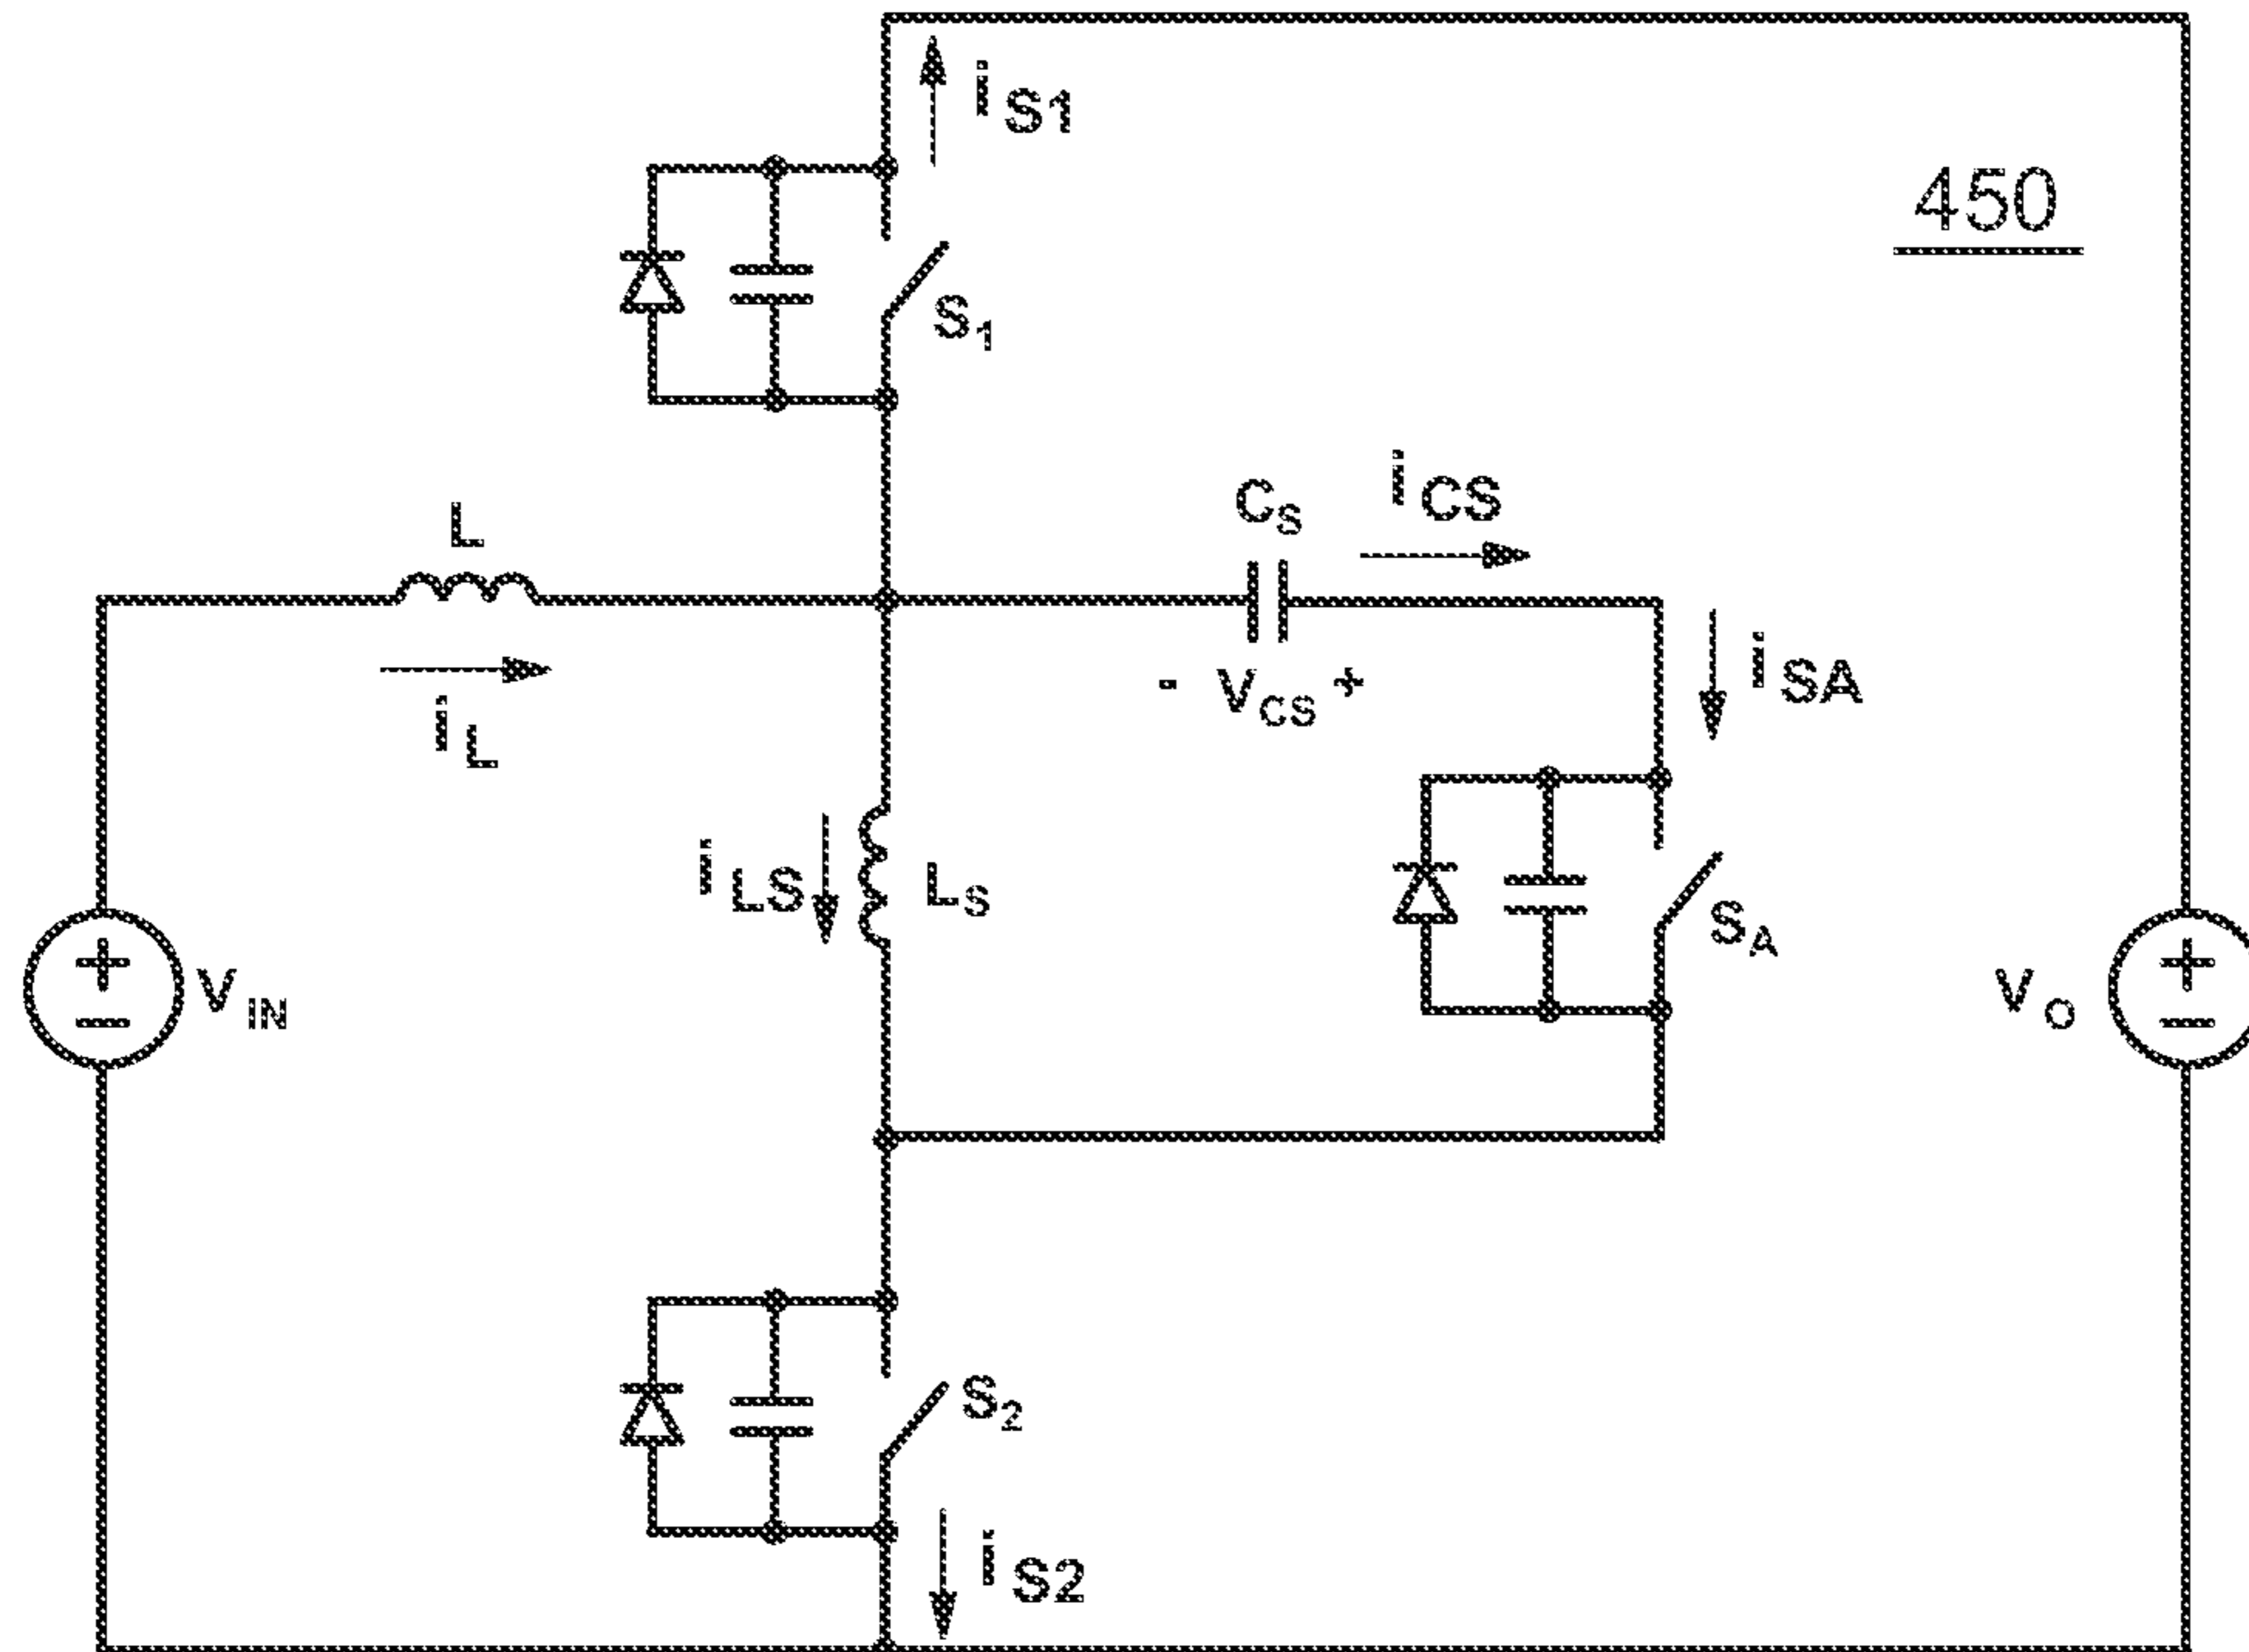 i S1
450
S1
CS
i CS
L
- VCS +
i SA
i L
i LS
LS
SA
+
-
VIN
VO
+
-
S2
i S2